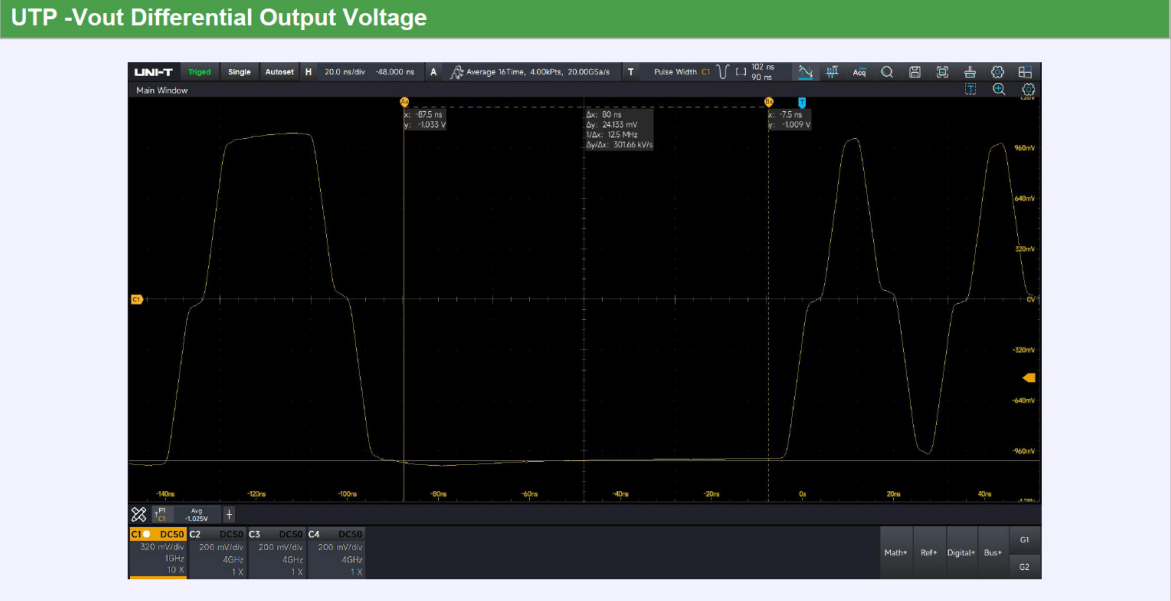 UTP -Vout Differential Output Voltage
UNI-T Triged Single Autoset H 20.0 ns/div -48.000 ns A Average 16Time, 4.00kPts, 20.00GSa/s T Pulse Width C1 102 ns 90 ns Acq
Main Window
Ax Bx T
x: -87.5 ns
y: -1.033 V
Δx: 80 ns
Δy: 24.133 mV
1/Δx: 12.5 MHz
Δy/Δx: 301.66 kV/s
x: -7.5 ns
y: -1.009 V
960mV
640mV
320mV
C1 0V
-320mV
-640mV
-960mV
-140ns -120ns -100ns -80ns -60ns -40ns -20ns 0s 20ns 40ns
P1 C1 Avg -1.025V +
C1 DC50 C2 DC50 C3 DC50 C4 DC50
320 mV/div 200 mV/div 200 mV/div 200 mV/div
1GHz 4GHz 4GHz 4GHz
10 X 1 X 1 X 1 X
Math+ Ref+ Digital+ Bus+ G1
G2